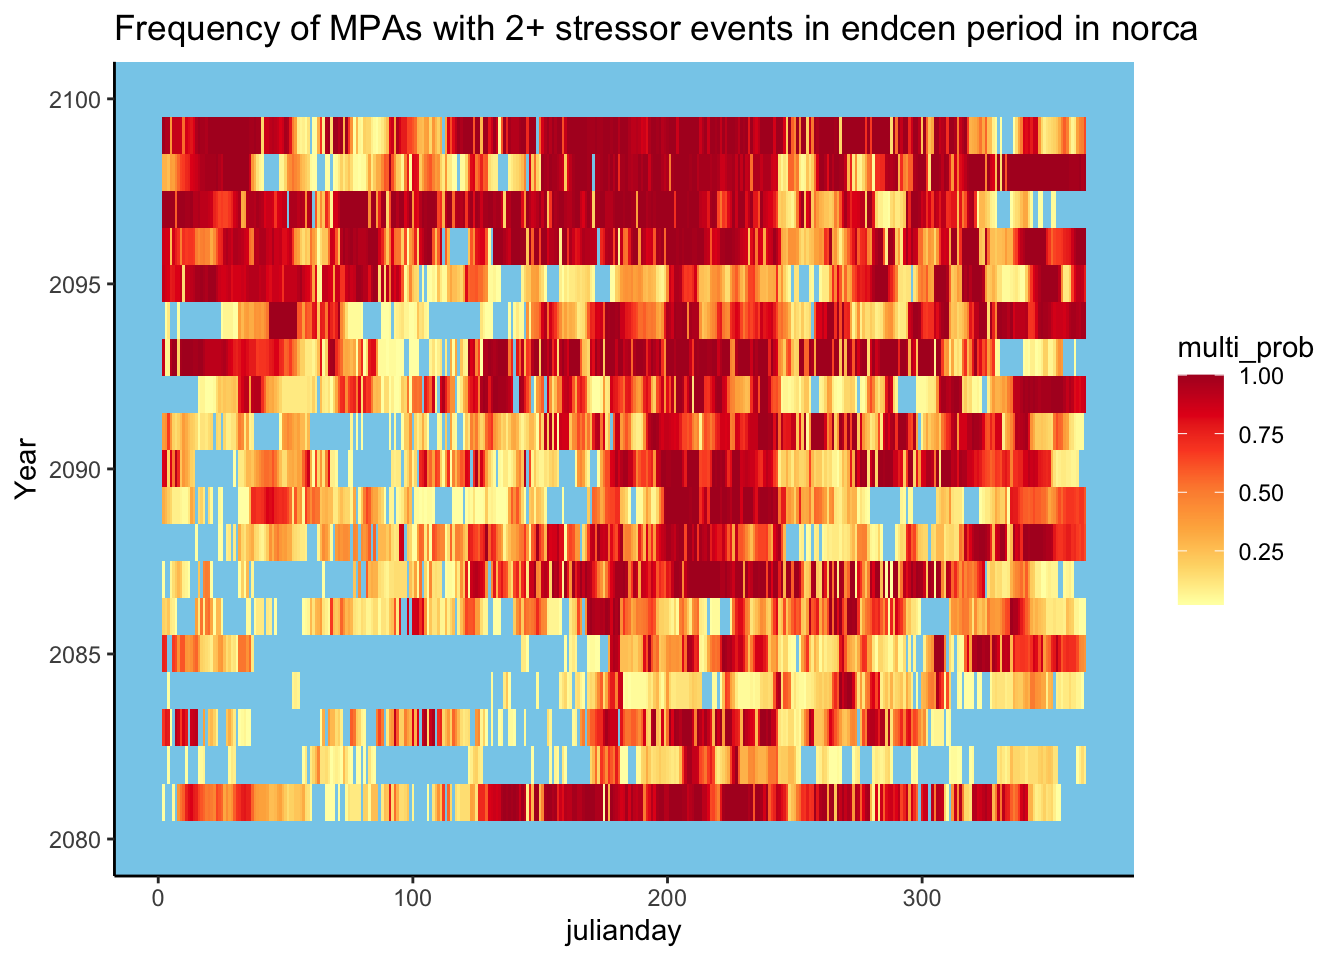 Frequency of MPAs with 2+ stressor events in endcen period in norca
Year
2100
2095
2090
2085
2080
0 100 200 300
julianday
multi_prob
1.00
0.75
0.50
0.25